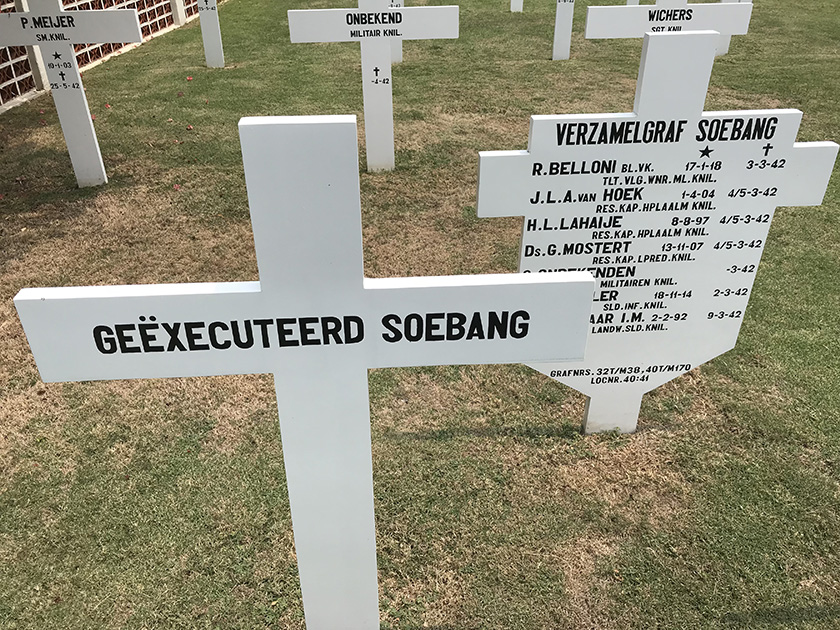 P. MEIJER
SM. KNIL.
19-1-03
25-5-42
ONBEKEND
MILITAIR KNIL.
-4-42
WICHERS
SGT. KNIL.
VERZAMELGRAF SOEBANG
R. BELLONI BL.VK. 17-1-18 3-3-42
TLT. VLG. WNR. ML. KNIL.
J.L.A. VAN HOEK 1-4-04 4/5-3-42
RES. KAP. HPLAALM KNIL.
H.L. LAHAIJE 8-8-97 4/5-3-42
RES. KAP. HPLAALM KNIL.
DS. G. MOSTERT 13-11-07 4/5-3-42
RES. KAP. LPRED. KNIL.
ONBEKENDEN -3-42
MILITAIREN KNIL.
LER 18-11-14 2-3-42
SLD. INF. KNIL.
AAR I.M. 2-2-92 9-3-42
LANDW. SLD. KNIL.
GRAFNRS. 32T/M38, 40T/M170
LOCNR. 40:41
GEËXECUTEERD SOEBANG